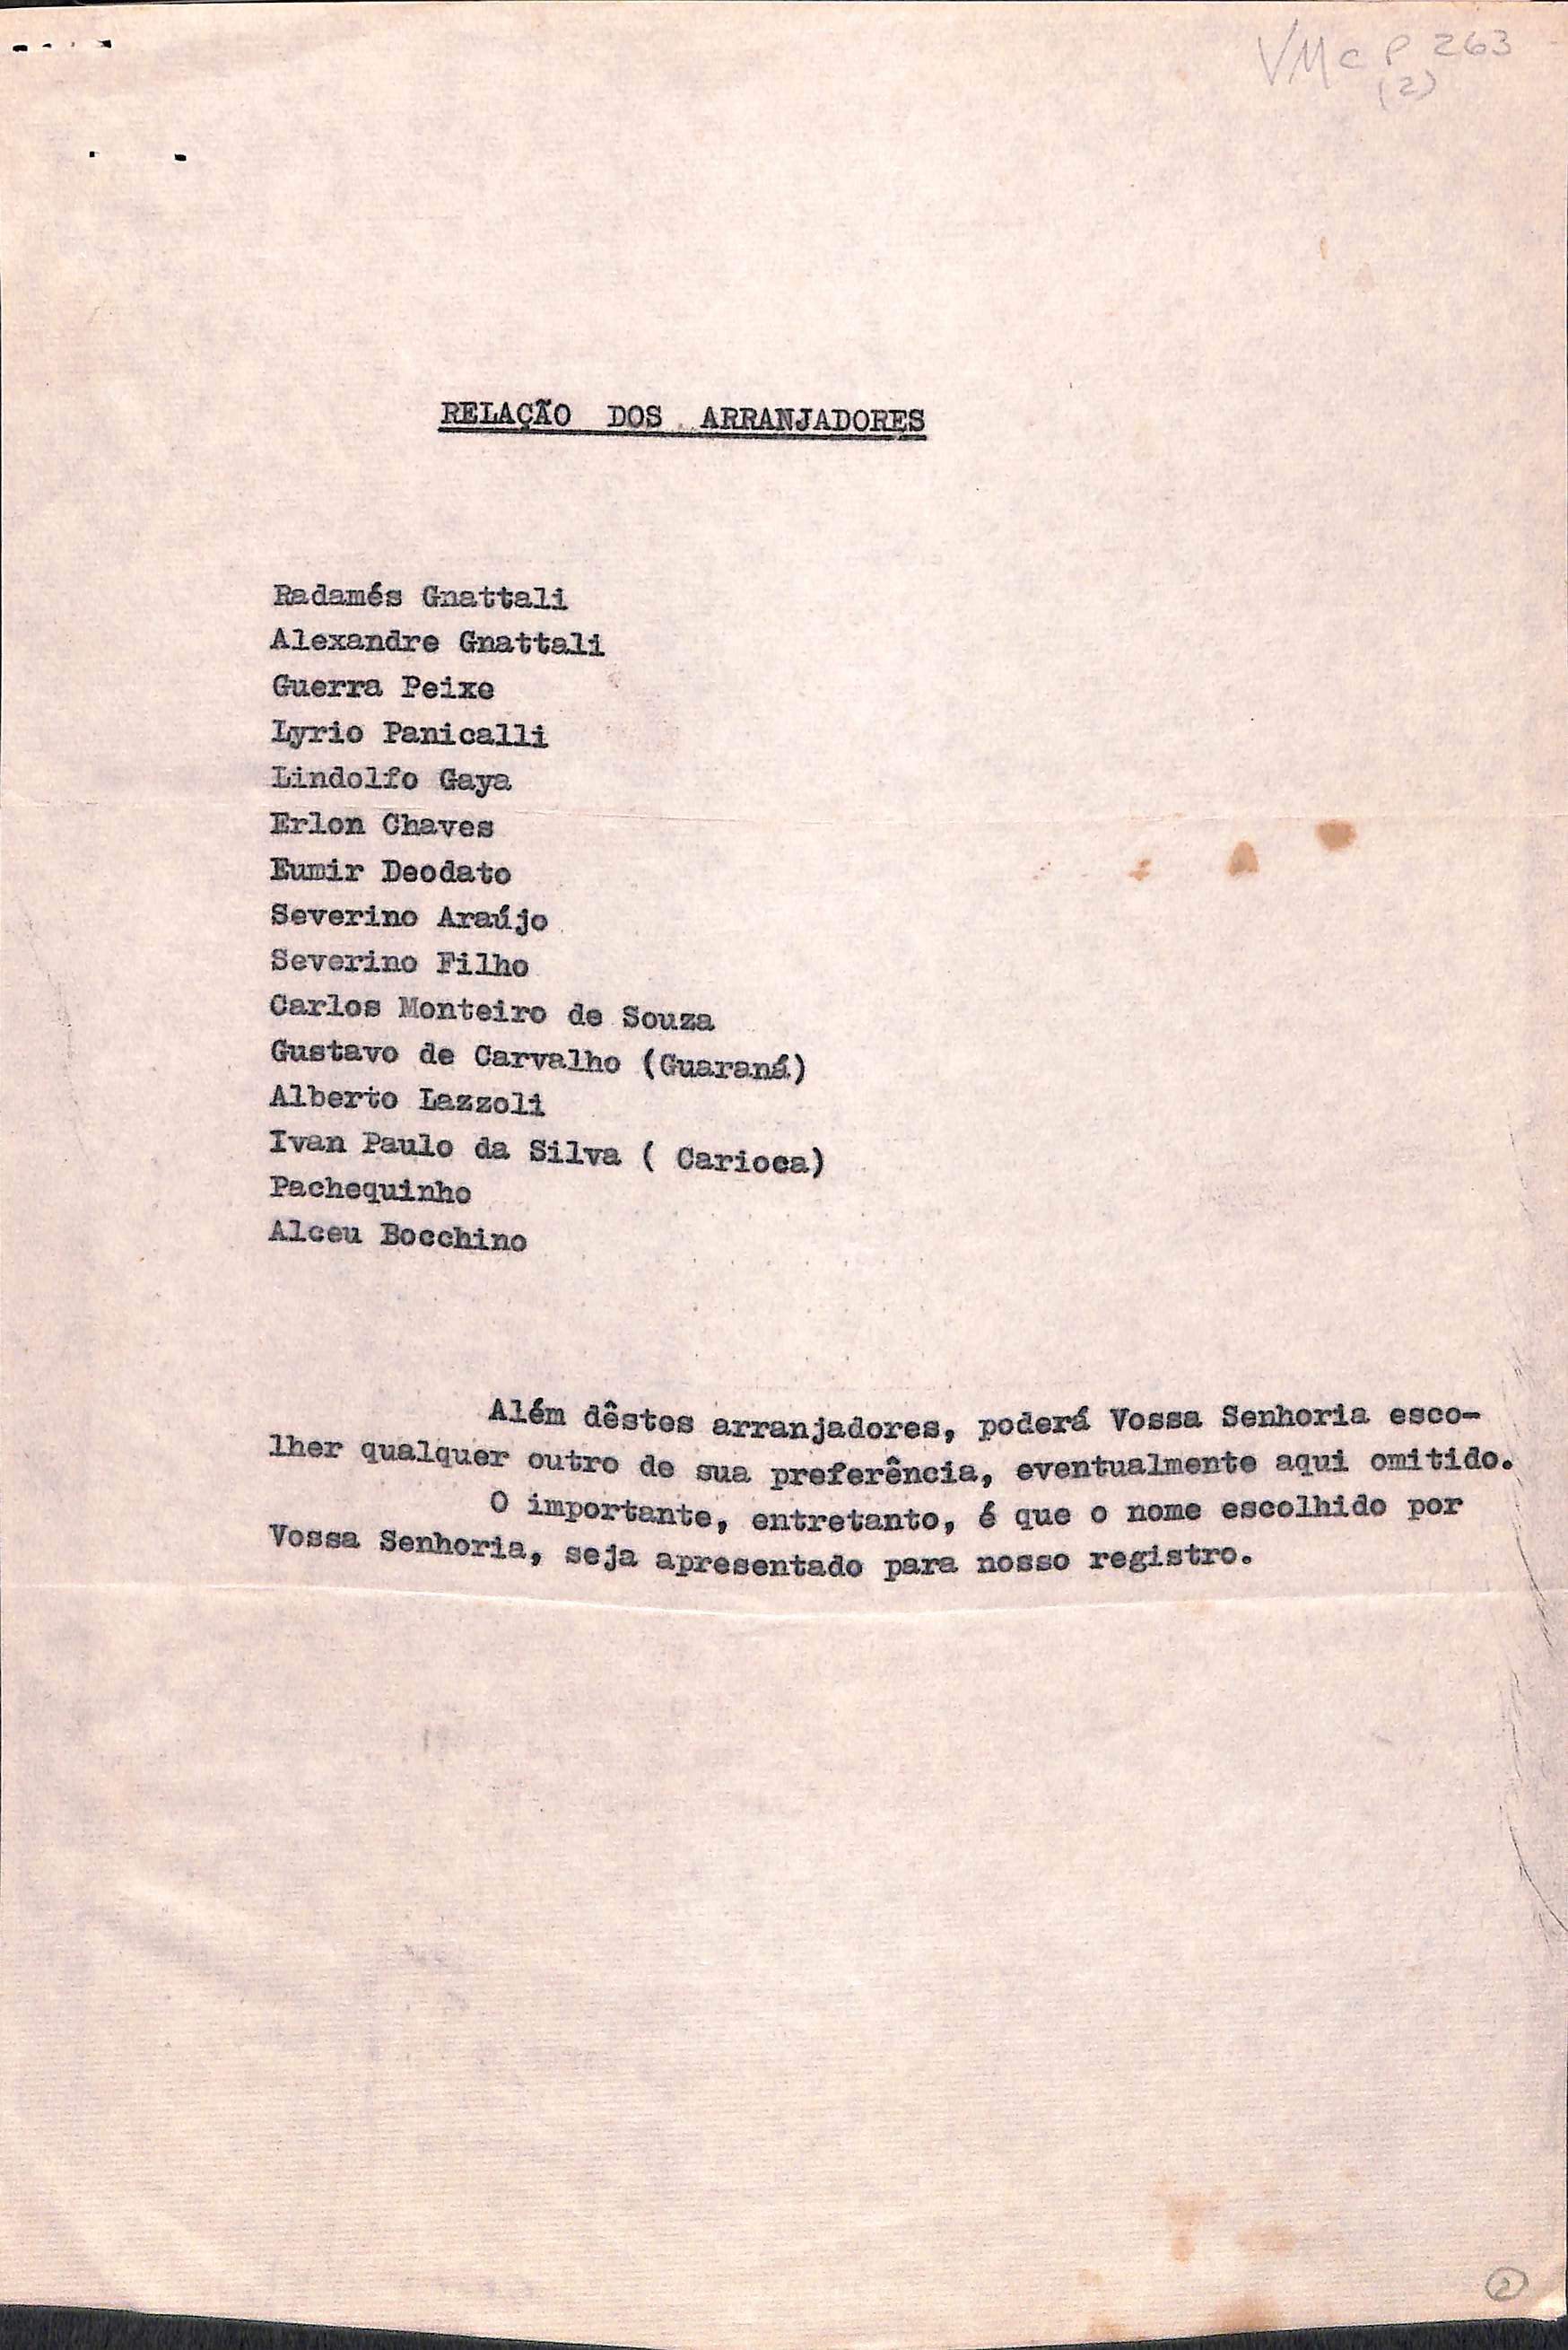 VMcP 263
(2)
RELAÇÃO DOS ARRANJADORES
Radamés Gnattali
Alexandre Gnattali
Guerra Peixe
Lyrio Panicalli
Lindolfo Gaya
Erlon Chaves
Eumir Deodato
Severino Araújo
Severino Filho
Carlos Monteiro de Souza
Gustavo de Carvalho (Guaraná)
Alberto Lazzoli
Ivan Paulo da Silva ( Carioca)
Pachequinho
Alceu Bocchino
Além dêstes arranjadores, poderá Vossa Senhoria esco-
lher qualquer outro de sua preferência, eventualmente aqui omitido.
O importante, entretanto, é que o nome escolhido por
Vossa Senhoria, seja apresentado para nosso registro.
2